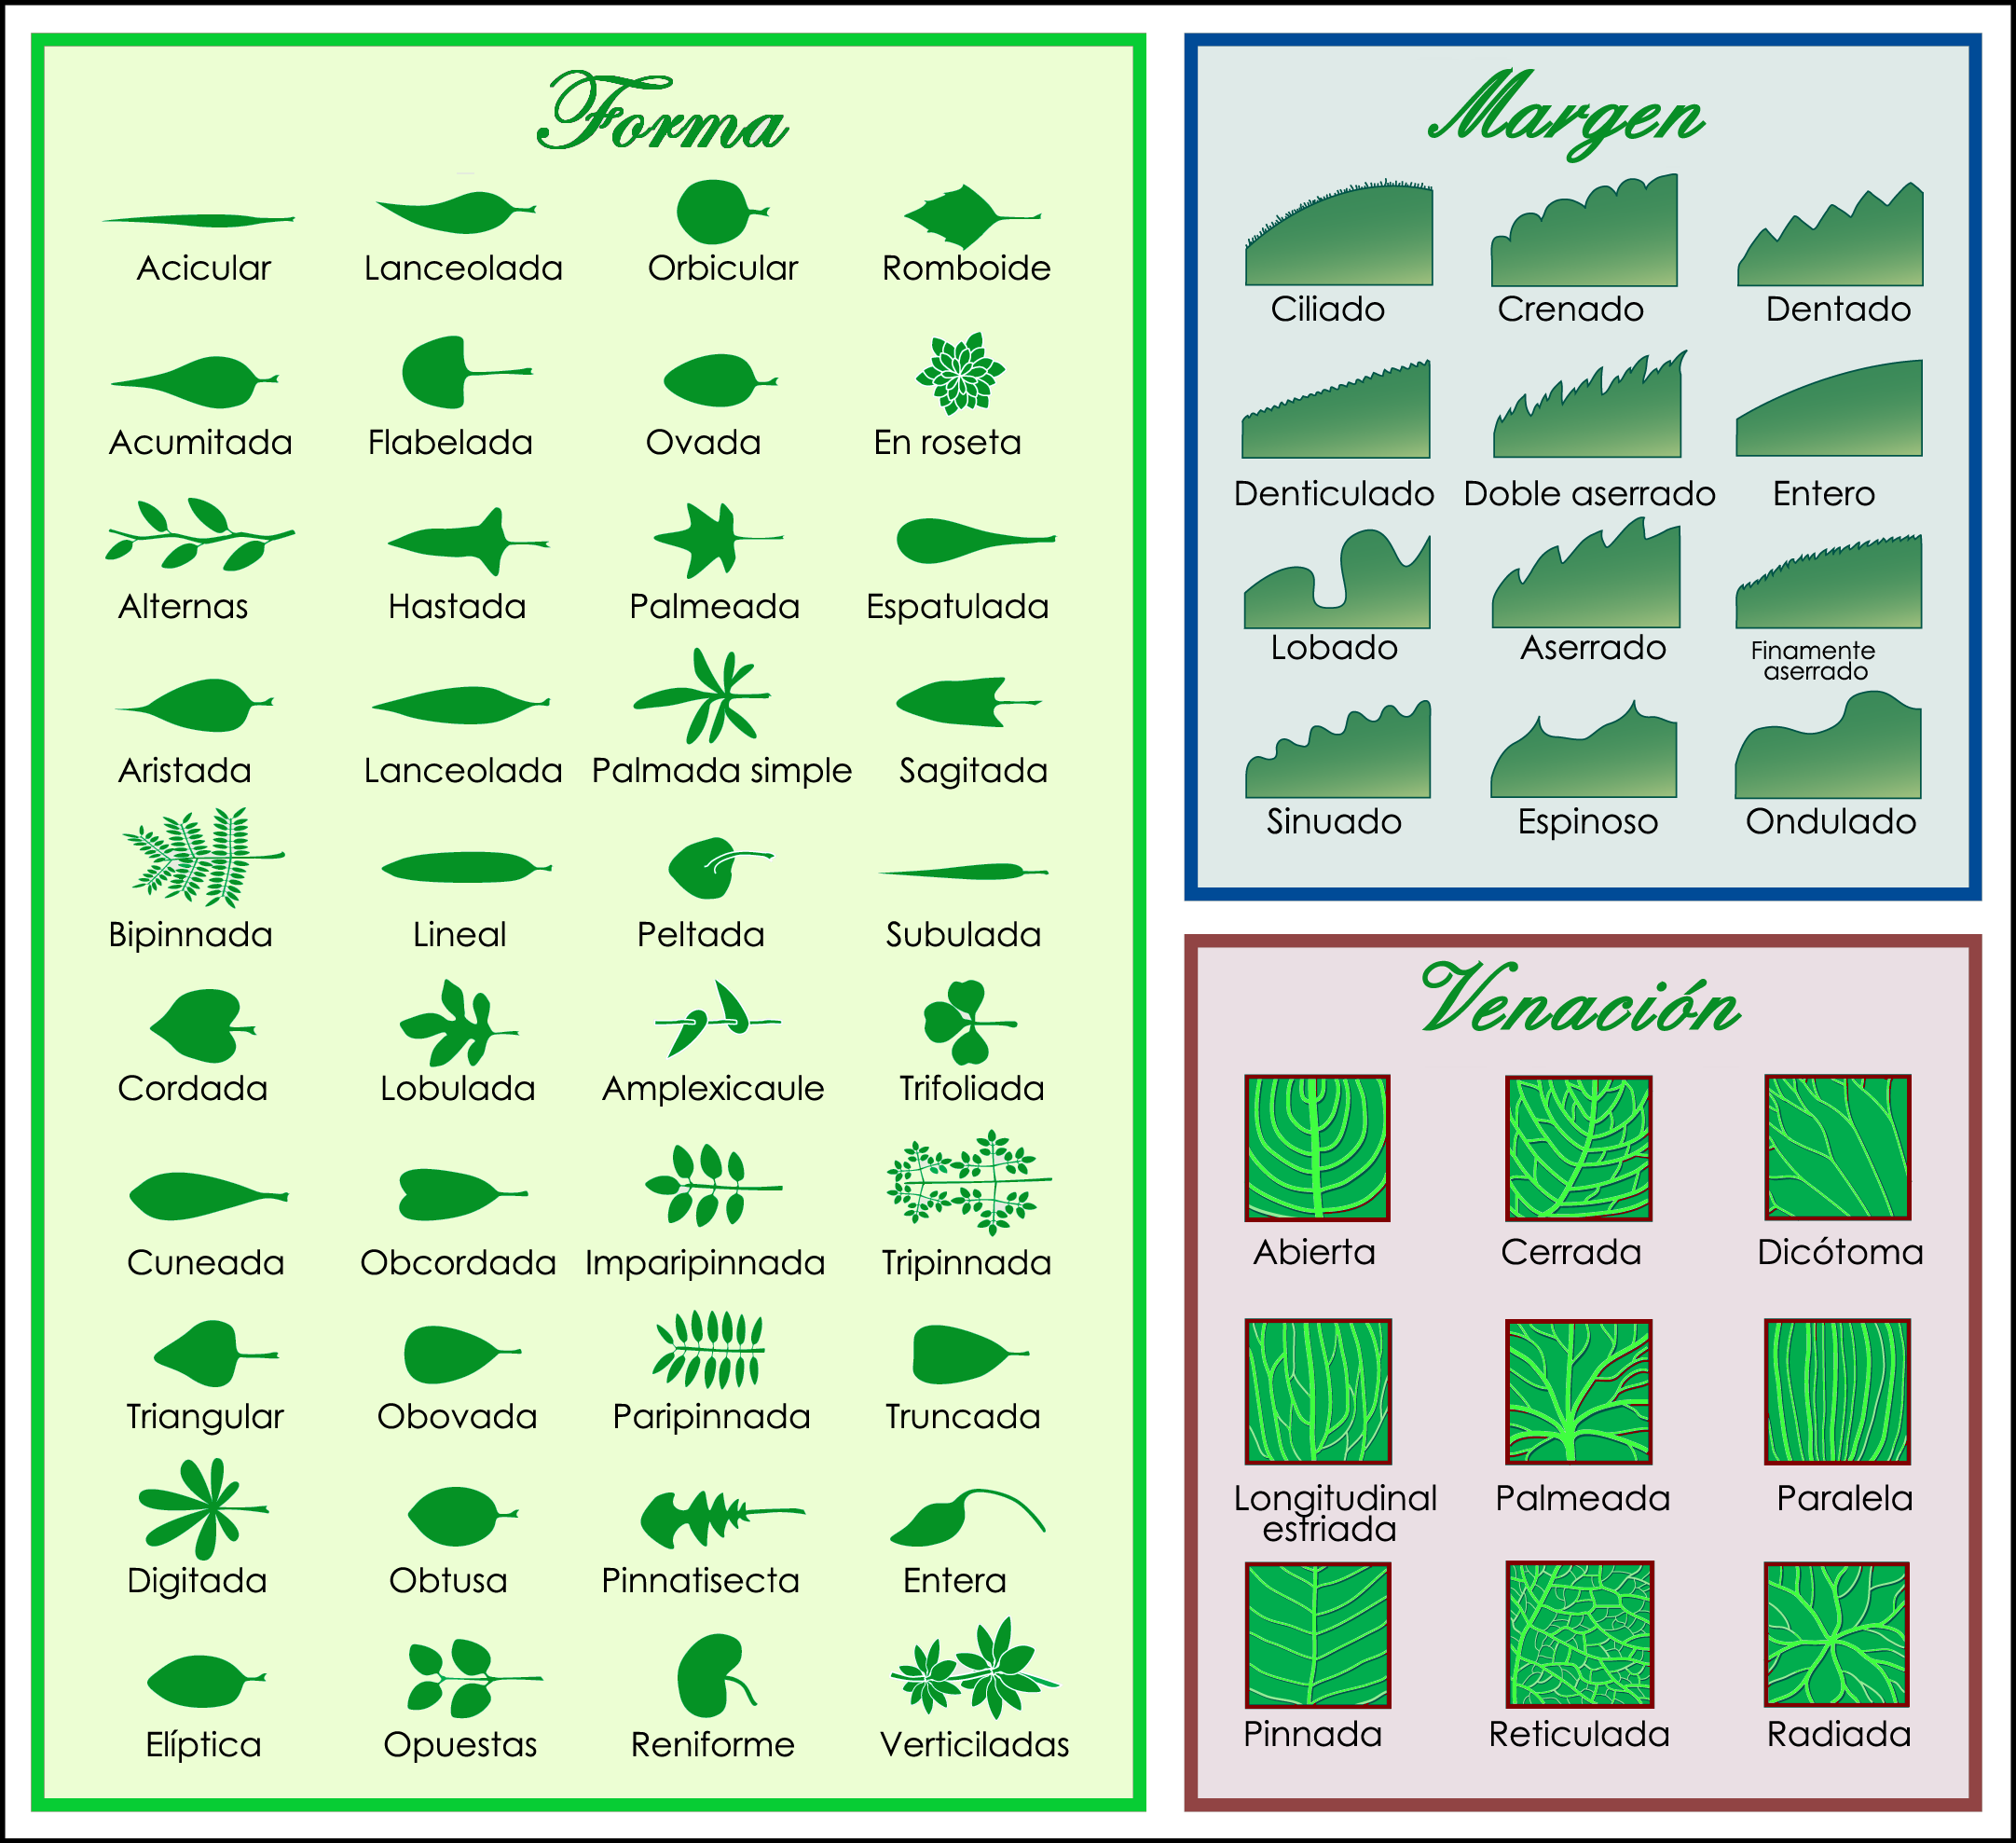 Forma
Acicular
Lanceolada
Orbicular
Romboide
Acumitada
Flabelada
Ovada
En roseta
Alternas
Hastada
Palmeada
Espatulada
Aristada
Lanceolada
Palmada simple
Sagitada
Bipinnada
Lineal
Peltada
Subulada
Cordada
Lobulada
Amplexicaule
Trifoliada
Cuneada
Obcordada
Imparipinnada
Tripinnada
Triangular
Obovada
Paripinnada
Truncada
Digitada
Obtusa
Pinnatisecta
Entera
Elíptica
Opuestas
Reniforme
Verticiladas
Margen
Ciliado
Crenado
Dentado
Denticulado
Doble aserrado
Entero
Lobado
Aserrado
Finamente
aserrado
Sinuado
Espinoso
Ondulado
Venación
Abierta
Cerrada
Dicótoma
Longitudinal
estriada
Palmeada
Paralela
Pinnada
Reticulada
Radiada